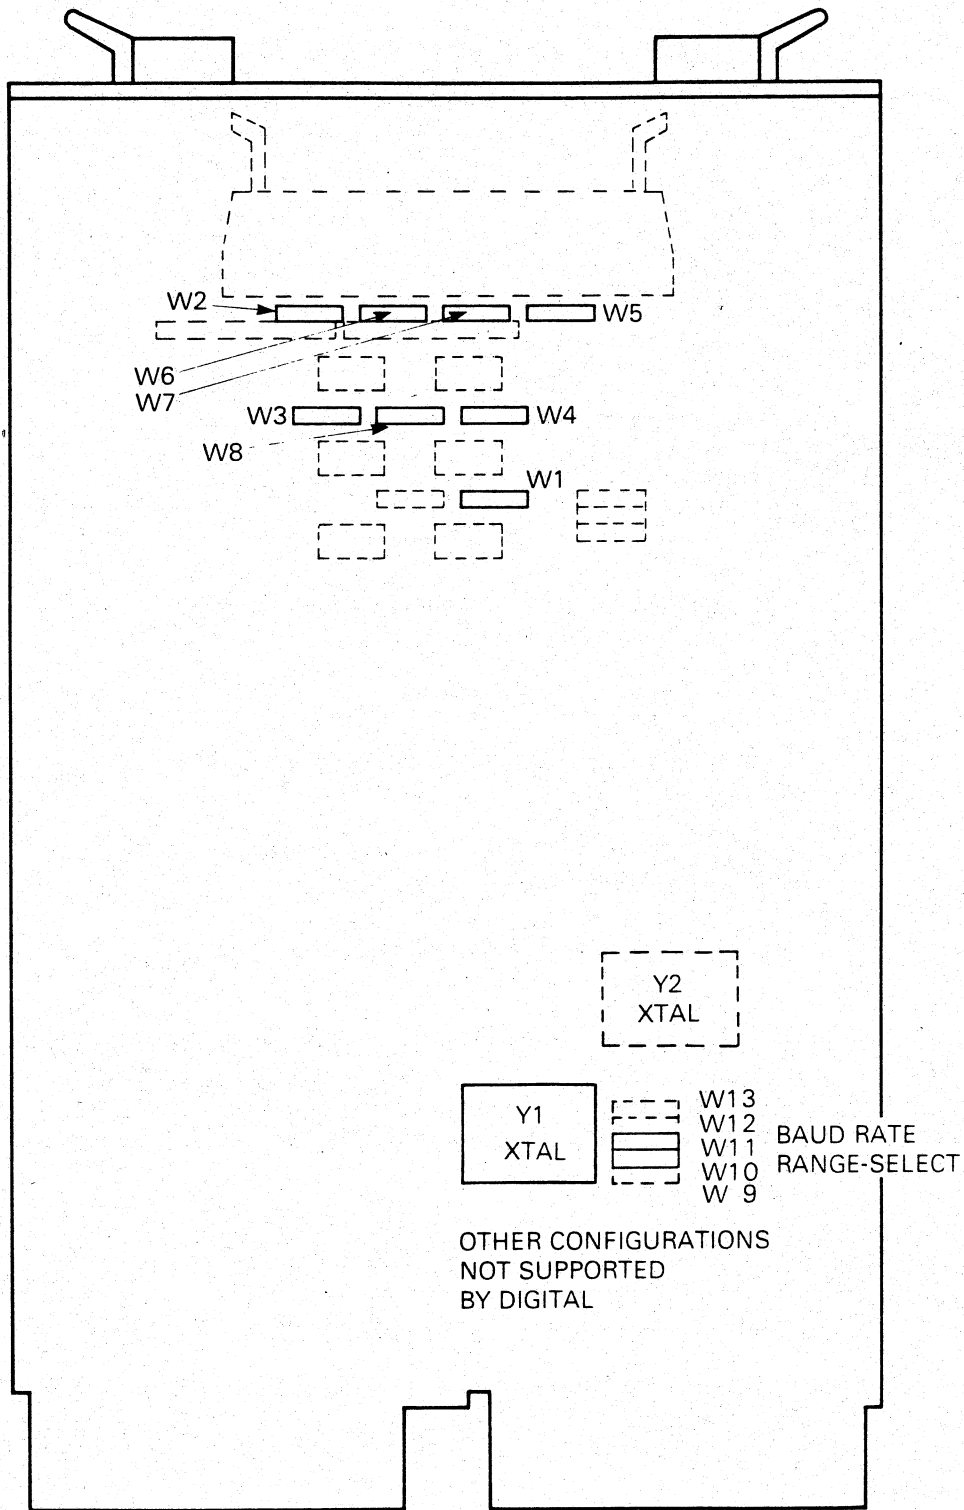 W2
W5
W6
W7
W3
W4
W8
W1
Y2
XTAL
Y1
XTAL
W13
W12
W11
W10
W 9
BAUD RATE
RANGE-SELECT
OTHER CONFIGURATIONS
NOT SUPPORTED
BY DIGITAL